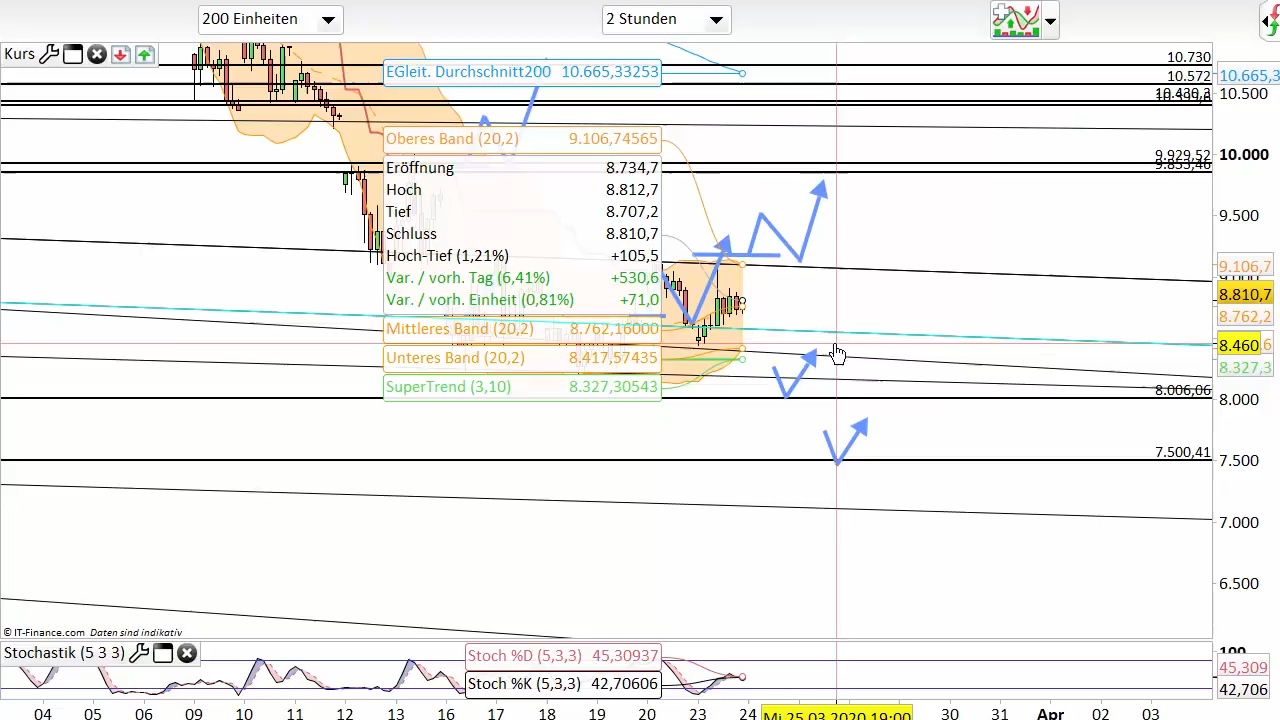 200 Einheiten
2 Stunden
Kurs
10.730
10.572
10.665,3
10.500
EGleit. Durchschnitt200 10.665,33253
Oberes Band (20,2) 9.106,74565
9.929,52
10.000
Eröffnung 8.734,7
Hoch 8.812,7
Tief 8.707,2
Schluss 8.810,7
Hoch-Tief (1,21%) +105,5
Var. / vorh. Tag (6,41%) +530,6
Var. / vorh. Einheit (0,81%) +71,0
Mittleres Band (20,2) 8.762,16000
Unteres Band (20,2) 8.417,57435
SuperTrend (3,10) 8.327,30543
9.500
9.106,7
8.810,7
8.762,2
8.460
8.327,3
8.006,06
8.000
7.500,41
7.500
7.000
6.500
© IT-Finance.com Daten sind indikativ
Stochastik (5 3 3)
Stoch %D (5,3,3) 45,30937
Stoch %K (5,3,3) 42,70606
100
45,309
42,706
04 05 06 10 11 12 13 16 17 18 19 20 23 24 Mi 25.03.2020 19:00 30 31 Apr 02 03